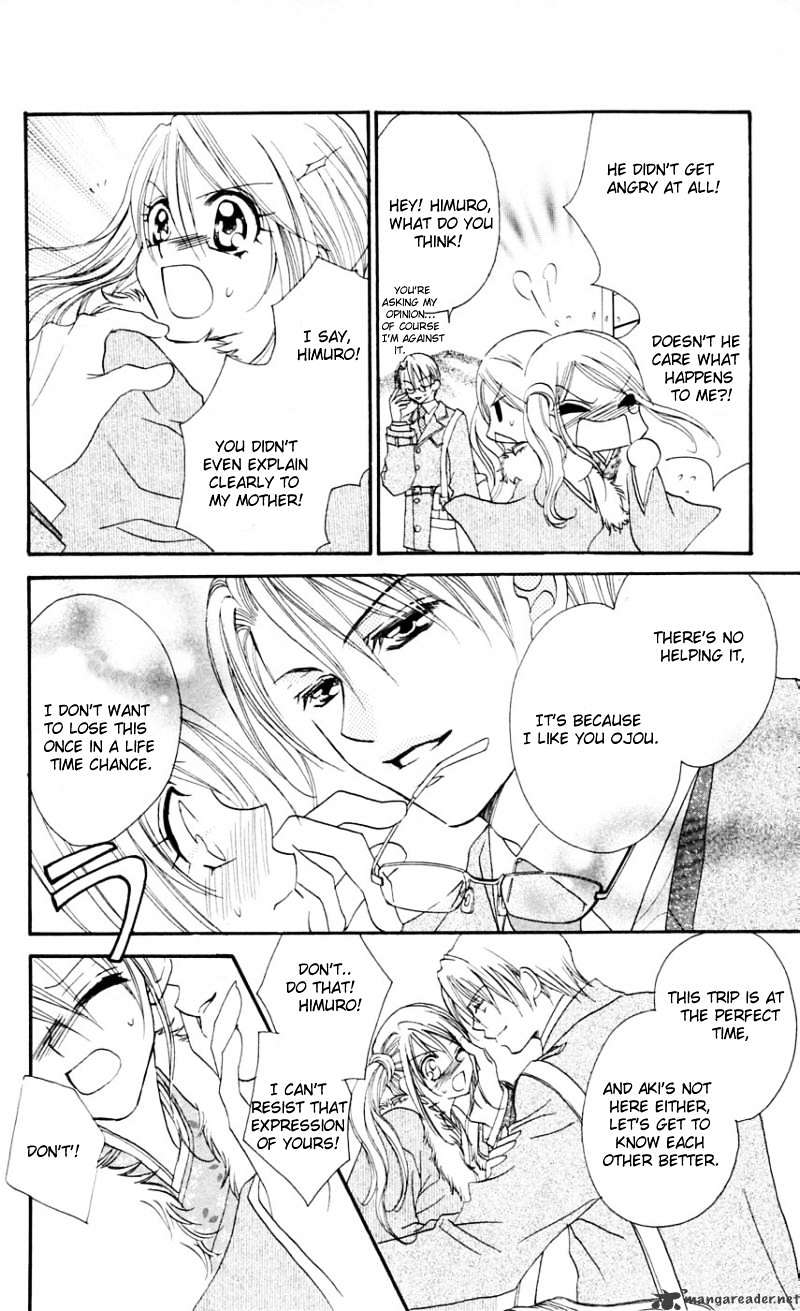 HE DIDN'T GET
ANGRY AT ALL!
DOESN'T HE
CARE WHAT
HAPPENS
TO ME?!
!?
HEY! HIMURO,
WHAT DO YOU
THINK!
YOU'RE
ASKING MY
OPINION...
OF COURSE
I'M AGAINST
IT.
I SAY,
HIMURO!
YOU DIDN'T
EVEN EXPLAIN
CLEARLY TO
MY MOTHER!
THERE'S NO
HELPING IT,
IT'S BECAUSE
I LIKE YOU OJOU.
I DON'T WANT
TO LOSE THIS
ONCE IN A LIFE
TIME CHANCE.
ラ
THIS TRIP IS AT
THE PERFECT
TIME,
AND AKI'S NOT
HERE EITHER,
LET'S GET TO
KNOW EACH
OTHER BETTER.
DON'T..
DO THAT!
HIMURO!
I CAN'T
RESIST THAT
EXPRESSION
OF YOURS!
DON'T'!
mangareader.net